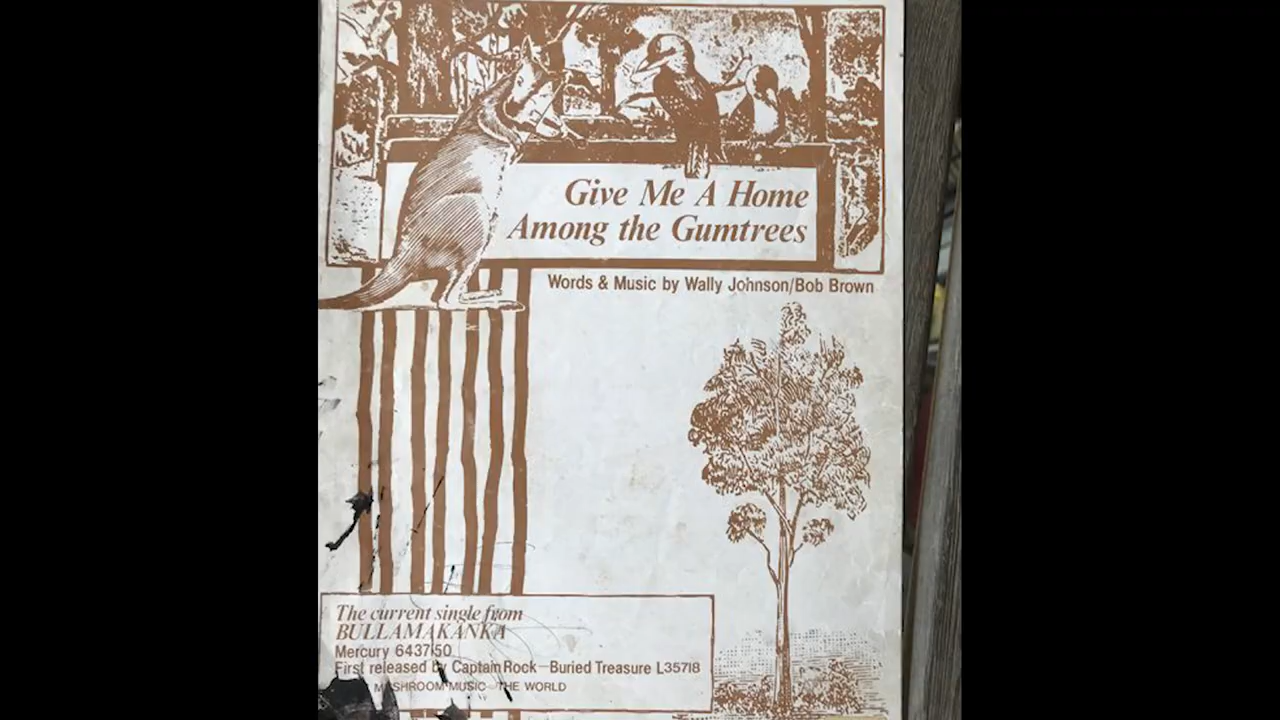 Give Me A Home
Among the Gumtrees
Words & Music by Wally Johnson/Bob Brown
The current single from
BULLAMAKANKA
Mercury 6437150
First released by Captain Rock—Buried Treasure L35718
MUSHROOM MUSIC—THE WORLD